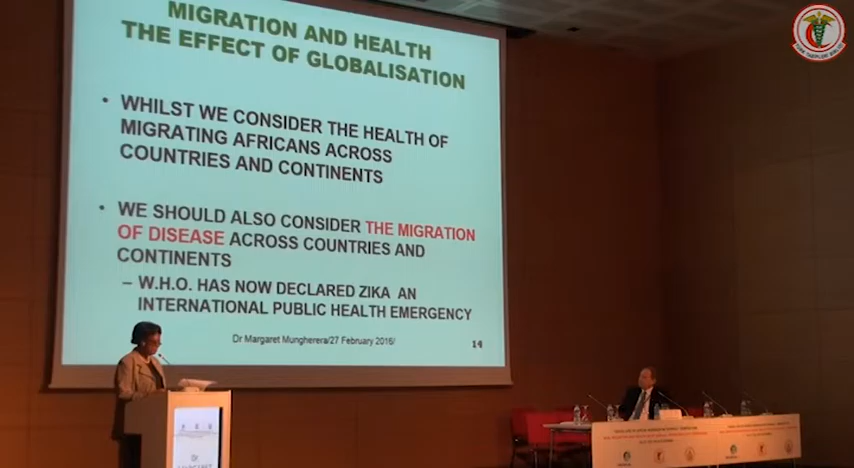 MIGRATION AND HEALTH
THE EFFECT OF GLOBALISATION
• WHILST WE CONSIDER THE HEALTH OF
MIGRATING AFRICANS ACROSS
COUNTRIES AND CONTINENTS
• WE SHOULD ALSO CONSIDER THE MIGRATION
OF DISEASE ACROSS COUNTRIES AND
CONTINENTS
– W.H.O. HAS NOW DECLARED ZIKA AN
INTERNATIONAL PUBLIC HEALTH EMERGENCY
Dr Margaret Mungherera/27 February 2016/
14
Dr.